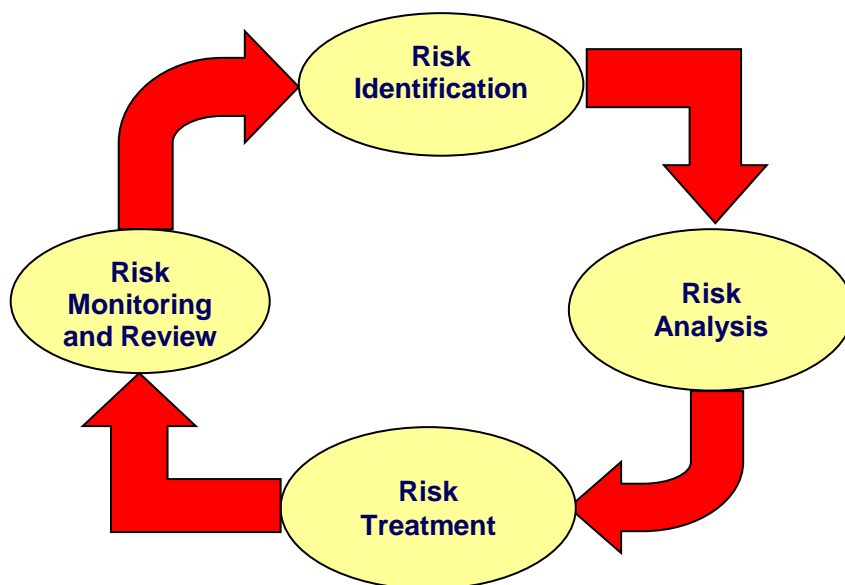 Risk
Identification
Risk
Analysis
Risk
Treatment
Risk
Monitoring
and Review